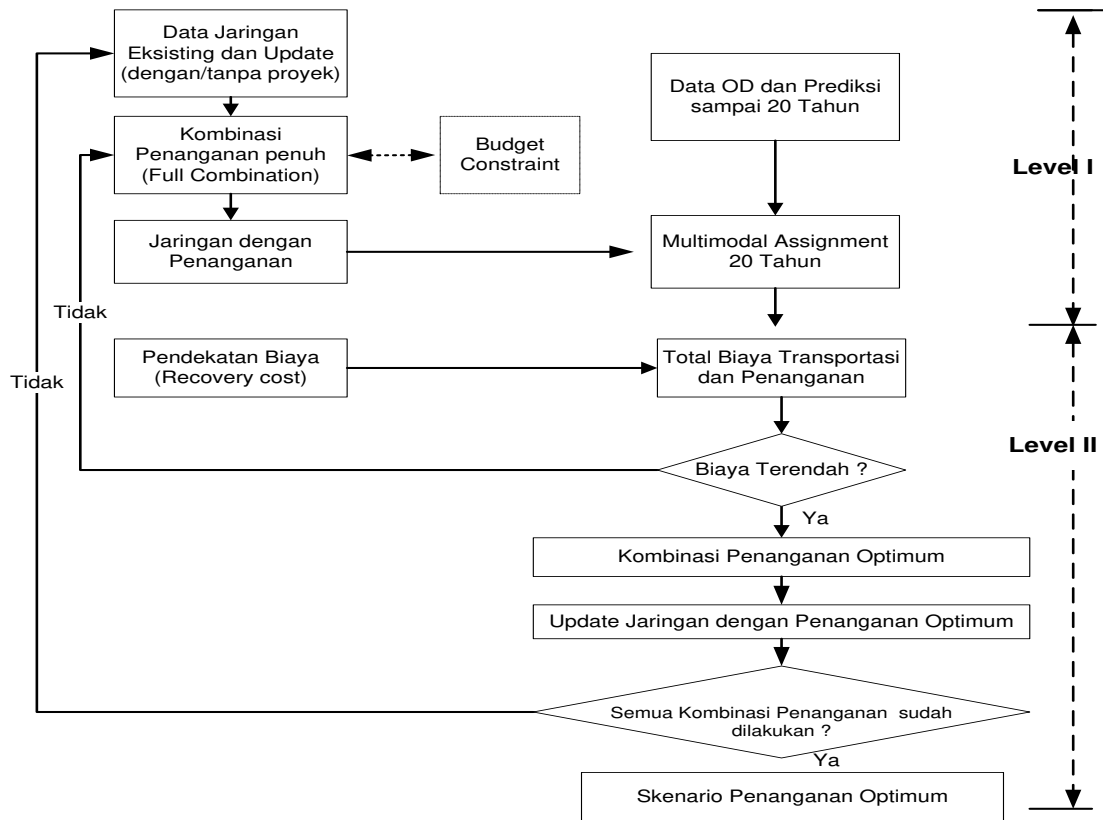 Data Jaringan
Eksisting dan Update
(dengan/tanpa proyek)
Data OD dan Prediksi
sampai 20 Tahun
Kombinasi
Penanganan penuh
(Full Combination)
Budget
Constraint
Level I
Jaringan dengan
Penanganan
Multimodal Assignment
20 Tahun
Tidak
Tidak
Pendekatan Biaya
(Recovery cost)
Total Biaya Transportasi
dan Penanganan
Level II
Biaya Terendah ?
Ya
Kombinasi Penanganan Optimum
Update Jaringan dengan Penanganan Optimum
Semua Kombinasi Penanganan sudah
dilakukan ?
Ya
Skenario Penanganan Optimum